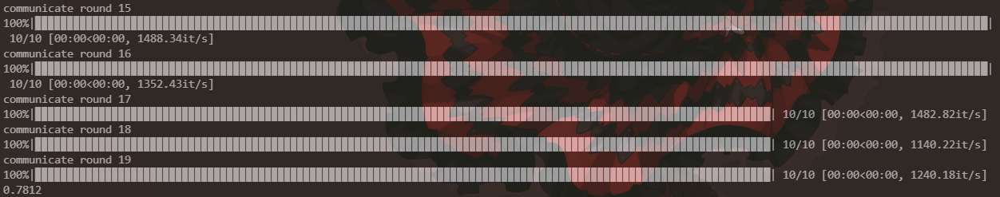 communicate round 15
100%|██████████|
 10/10 [00:00<00:00, 1488.34it/s]
communicate round 16
100%|██████████|
 10/10 [00:00<00:00, 1352.43it/s]
communicate round 17
100%|██████████| 10/10 [00:00<00:00, 1482.82it/s]
communicate round 18
100%|██████████| 10/10 [00:00<00:00, 1140.22it/s]
communicate round 19
100%|██████████| 10/10 [00:00<00:00, 1240.18it/s]
0.7812